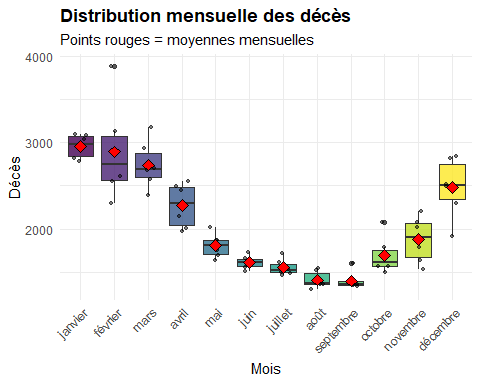 Distribution mensuelle des décès
Points rouges = moyennes mensuelles
4000
3000
2000
Décès
janvier
février
mars
avril
mai
juin
juillet
août
septembre
octobre
novembre
décembre
Mois